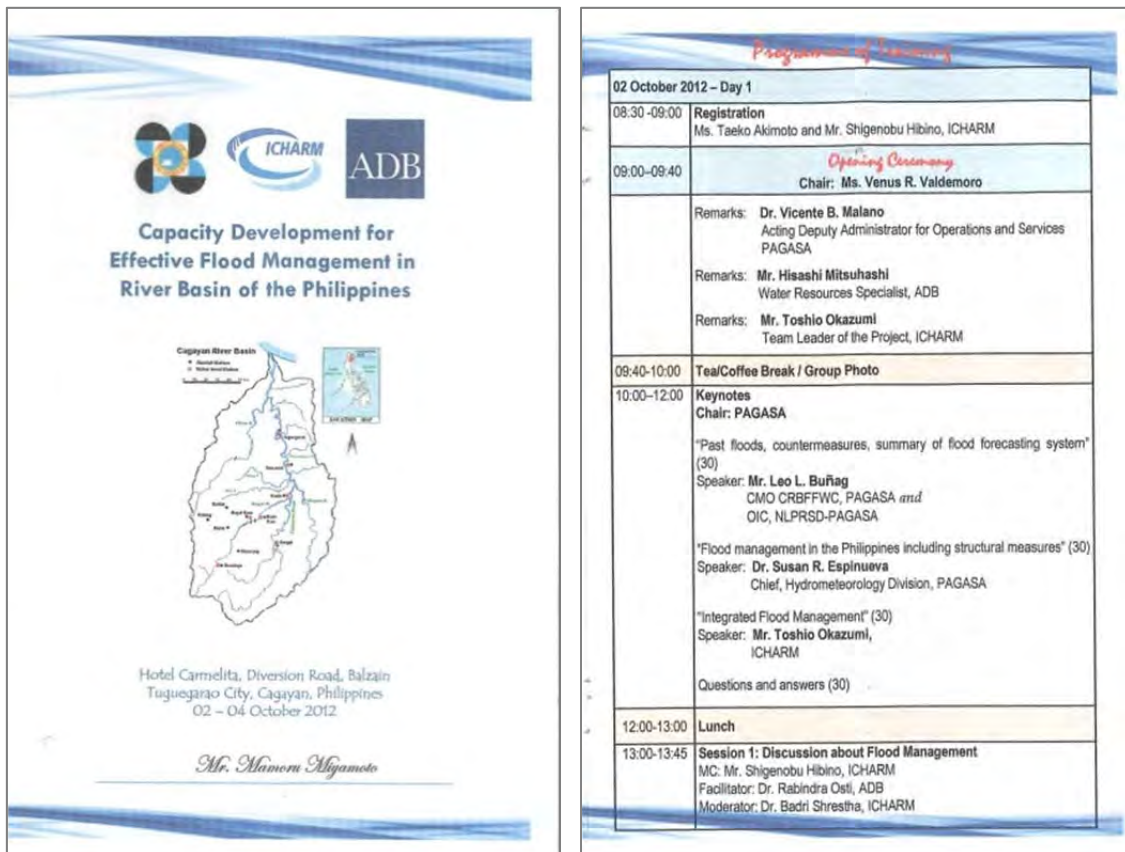 ICHARM
ADB
Capacity Development for
Effective Flood Management in
River Basin of the Philippines
Cagayan River Basin
Hotel Carmelita, Diversion Road, Balzain
Tuguegarao City, Cagayan, Philippines
02 – 04 October 2012
Mr. Mamoru Miyamoto
Programme of Training
02 October 2012 – Day 1
08:30 -09:00 Registration
Ms. Taeko Akimoto and Mr. Shigenobu Hibino, ICHARM
Opening Ceremony
09:00–09:40 Chair: Ms. Venus R. Valdemoro
Remarks: Dr. Vicente B. Malano
Acting Deputy Administrator for Operations and Services
PAGASA
Remarks: Mr. Hisashi Mitsuhashi
Water Resources Specialist, ADB
Remarks: Mr. Toshio Okazumi
Team Leader of the Project, ICHARM
09:40-10:00 Tea/Coffee Break / Group Photo
10:00–12:00 Keynotes
Chair: PAGASA
“Past floods, countermeasures, summary of flood forecasting system”
(30)
Speaker: Mr. Leo L. Buñag
CMO CRBFFWC, PAGASA and
OIC, NLPRSD-PAGASA
“Flood management in the Philippines including structural measures” (30)
Speaker: Dr. Susan R. Espinueva
Chief, Hydrometeorology Division, PAGASA
“Integrated Flood Management” (30)
Speaker: Mr. Toshio Okazumi,
ICHARM
Questions and answers (30)
12:00-13:00 Lunch
13:00-13:45 Session 1: Discussion about Flood Management
MC: Mr. Shigenobu Hibino, ICHARM
Facilitator: Dr. Rabindra Osti, ADB
Moderator: Dr. Badri Shrestha, ICHARM